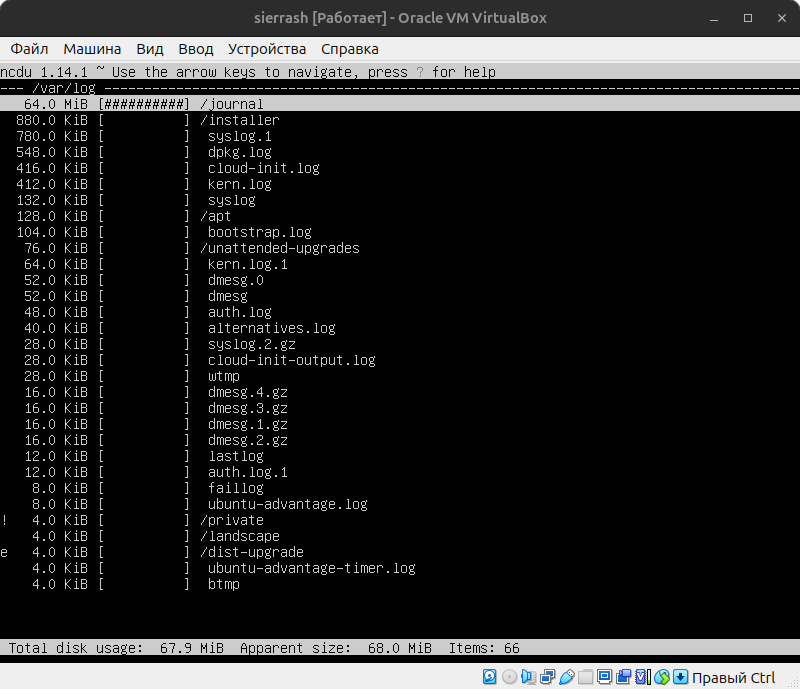 sierrash [Работает] - Oracle VM VirtualBox
Файл Машина Вид Ввод Устройства Справка
ncdu 1.14.1 ~ Use the arrow keys to navigate, press ? for help
--- /var/log ---------------------------------------------------------------------------------------
   64.0 MiB [##########] /journal
  880.0 KiB [          ] /installer
  780.0 KiB [          ]  syslog.1
  548.0 KiB [          ]  dpkg.log
  416.0 KiB [          ]  cloud-init.log
  412.0 KiB [          ]  kern.log
  132.0 KiB [          ]  syslog
  128.0 KiB [          ] /apt
  104.0 KiB [          ]  bootstrap.log
   76.0 KiB [          ] /unattended-upgrades
   64.0 KiB [          ]  kern.log.1
   52.0 KiB [          ]  dmesg.0
   52.0 KiB [          ]  dmesg
   48.0 KiB [          ]  auth.log
   40.0 KiB [          ]  alternatives.log
   28.0 KiB [          ]  syslog.2.gz
   28.0 KiB [          ]  cloud-init-output.log
   28.0 KiB [          ]  wtmp
   16.0 KiB [          ]  dmesg.4.gz
   16.0 KiB [          ]  dmesg.3.gz
   16.0 KiB [          ]  dmesg.1.gz
   16.0 KiB [          ]  dmesg.2.gz
   12.0 KiB [          ]  lastlog
   12.0 KiB [          ]  auth.log.1
    8.0 KiB [          ]  faillog
    8.0 KiB [          ]  ubuntu-advantage.log
!   4.0 KiB [          ] /private
    4.0 KiB [          ] /landscape
e   4.0 KiB [          ] /dist-upgrade
    4.0 KiB [          ]  ubuntu-advantage-timer.log
    4.0 KiB [          ]  btmp
Total disk usage:  67.9 MiB  Apparent size:  68.0 MiB  Items: 66
Правый Ctrl